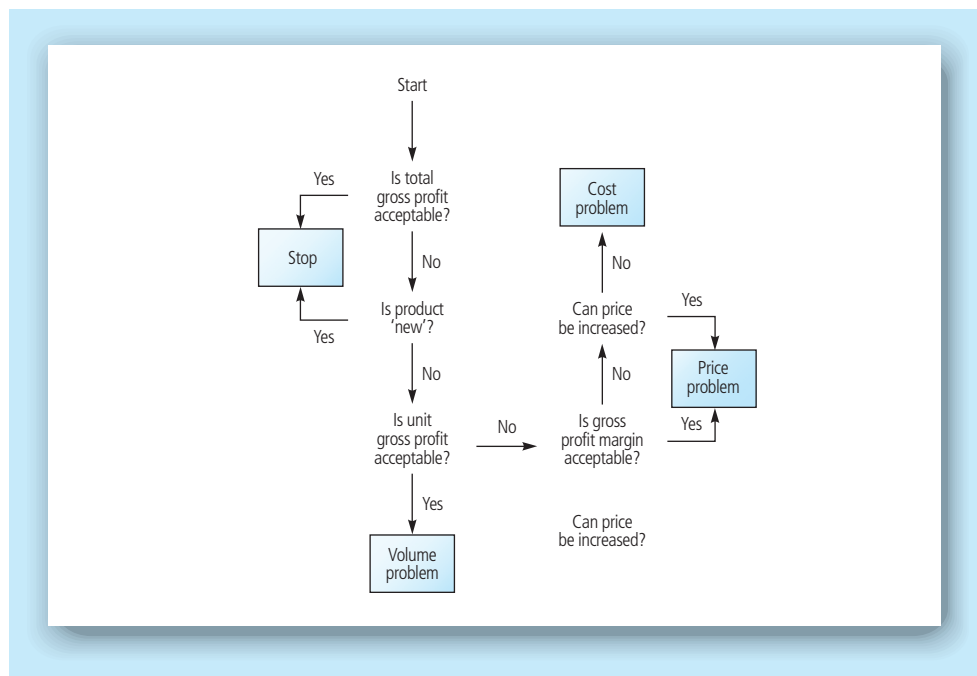 Start
Yes
Is total
gross profit
acceptable?
Stop
No
Yes
Is product
'new'?
No
Is unit
gross profit
acceptable?
No
Yes
Volume
problem
Cost
problem
No
Can price
be increased?
Yes
Price
problem
No
Is gross
profit margin
acceptable?
Yes
Can price
be increased?